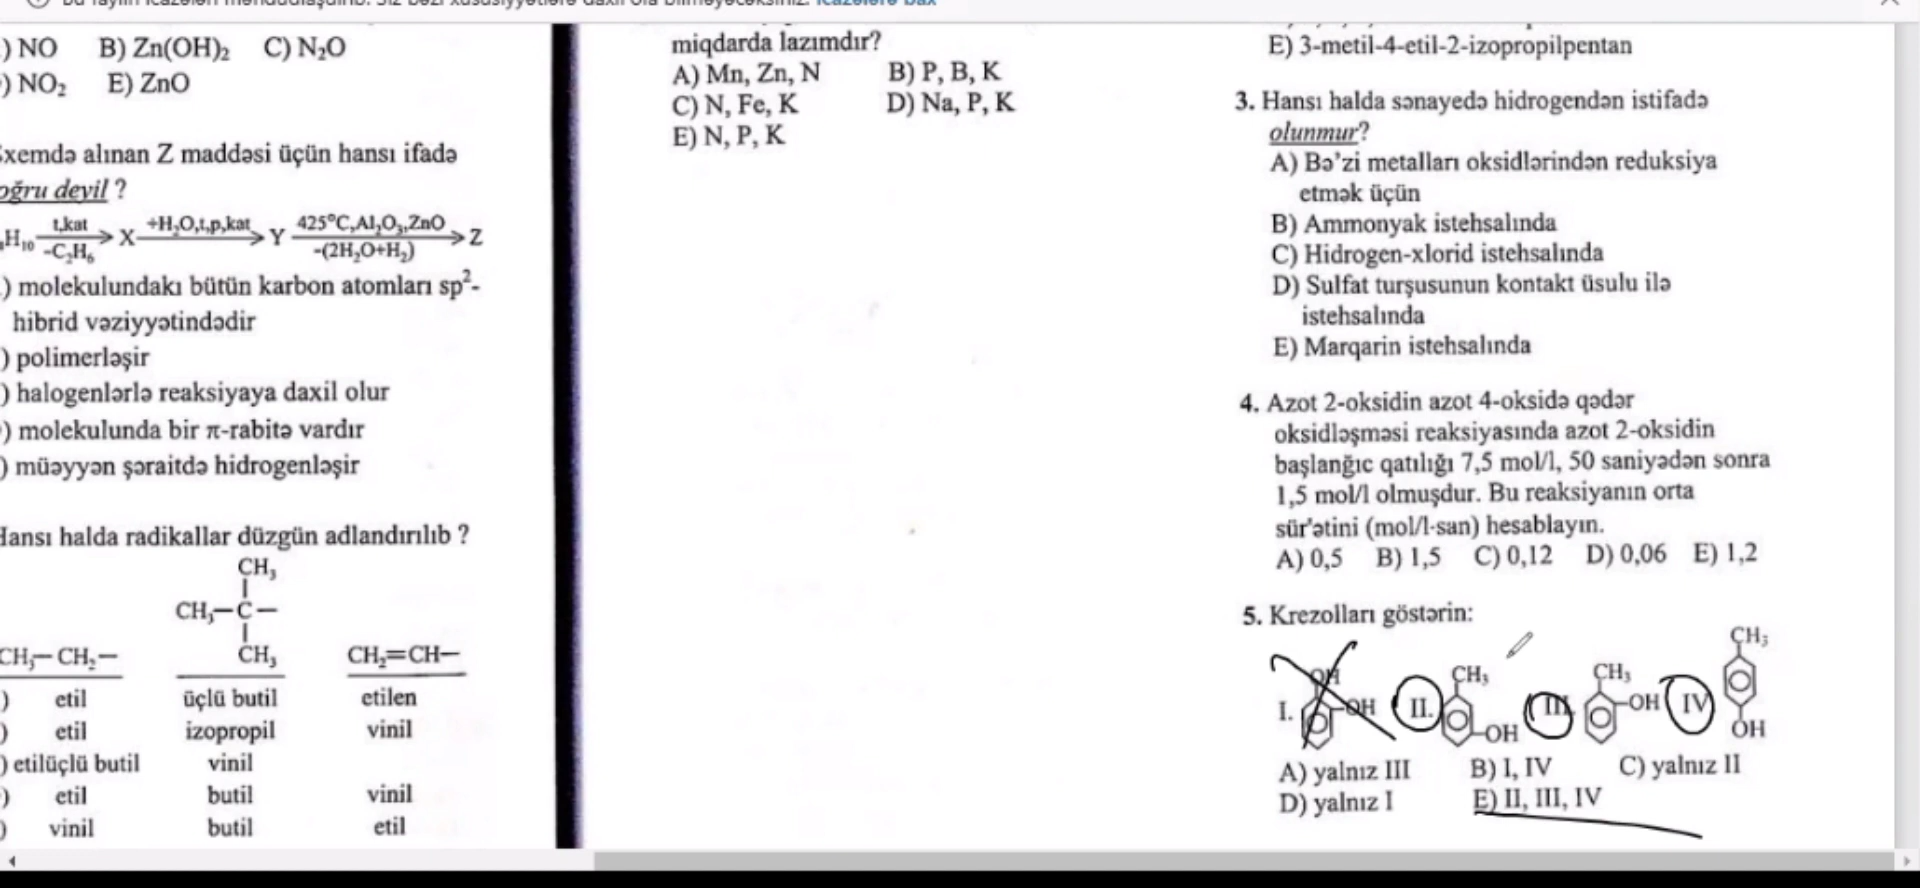 ) NO B) Zn(OH)₂ C) N₂O
) NO₂ E) ZnO
xemdə alınan Z maddəsi üçün hansı ifadə
oğru deyil ?
H₁₀ t,kat -C₂H₆ X +H₂O,t,p,kat Y 425°C,Al₂O₃,ZnO -(2H₂O+H₂) Z
) molekulundakı bütün karbon atomları sp²-
hibrid vəziyyətindədir
) polimerləşir
) halogenlərlə reaksiyaya daxil olur
) molekulunda bir π-rabitə vardır
) müəyyən şəraitdə hidrogenləşir
Hansı halda radikallar düzgün adlandırılıb ?
CH₃
CH₃-C-
CH₃-CH₂- CH₃ CH₂=CH-
) etil üçlü butil etilen
) etil izopropil vinil
) etilüçlü butil vinil
) etil butil vinil
) vinil butil etil
miqdarda lazımdır?
A) Mn, Zn, N B) P, B, K
C) N, Fe, K D) Na, P, K
E) N, P, K
E) 3-metil-4-etil-2-izopropilpentan
3. Hansı halda sənayedə hidrogendən istifadə
olunmur?
A) Bə'zi metalları oksidlərindən reduksiya
etmək üçün
B) Ammonyak istehsalında
C) Hidrogen-xlorid istehsalında
D) Sulfat turşusunun kontakt üsulu ilə
istehsalında
E) Marqarin istehsalında
4. Azot 2-oksidin azot 4-oksidə qədər
oksidləşməsi reaksiyasında azot 2-oksidin
başlanğıc qatılığı 7,5 mol/l, 50 saniyədən sonra
1,5 mol/l olmuşdur. Bu reaksiyanın orta
sür'ətini (mol/l·san) hesablayın.
A) 0,5 B) 1,5 C) 0,12 D) 0,06 E) 1,2
5. Krezolları göstərin:
I. OH OH II. CH₃ OH III. CH₃ OH IV CH₃ OH
A) yalnız III B) I, IV C) yalnız II
D) yalnız I E) II, III, IV